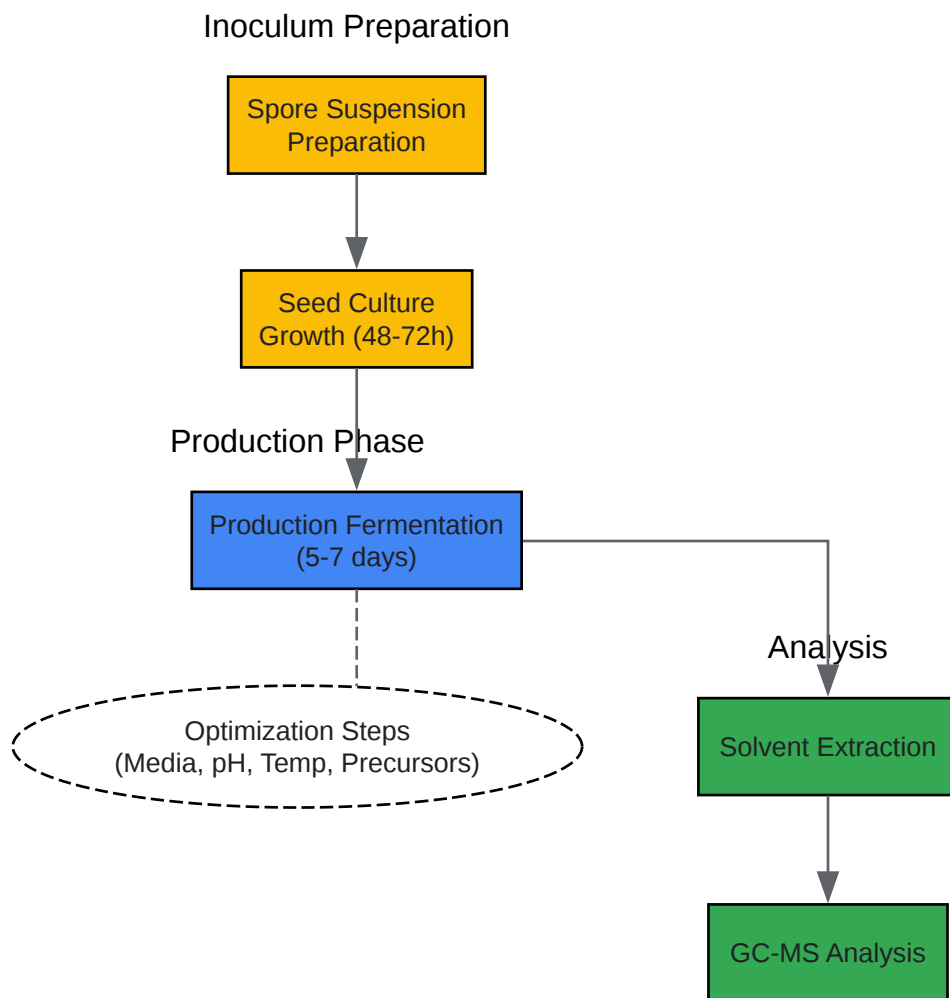 Inoculum Preparation
Spore Suspension
Preparation
Seed Culture
Growth (48-72h)
Production Phase
Production Fermentation
(5-7 days)
Analysis
Optimization Steps
(Media, pH, Temp, Precursors)
Solvent Extraction
GC-MS Analysis